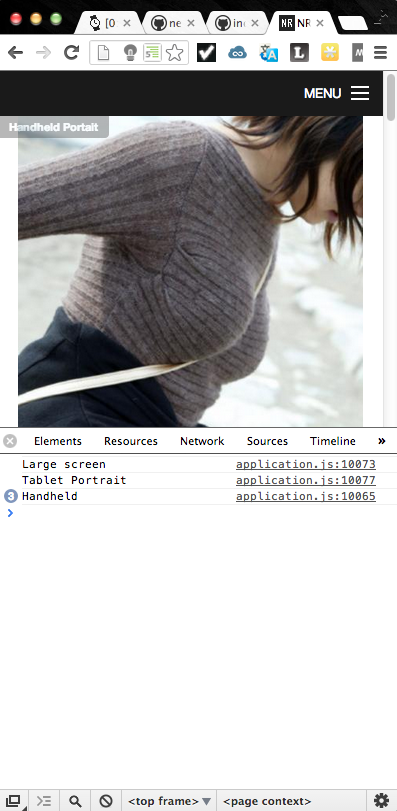 [0
ne
in
NR NR
MENU
Handheld Portait
Elements Resources Network Sources Timeline »
Large screen application.js:10073
Tablet Portrait application.js:10077
3 Handheld application.js:10065
<top frame> <page context>